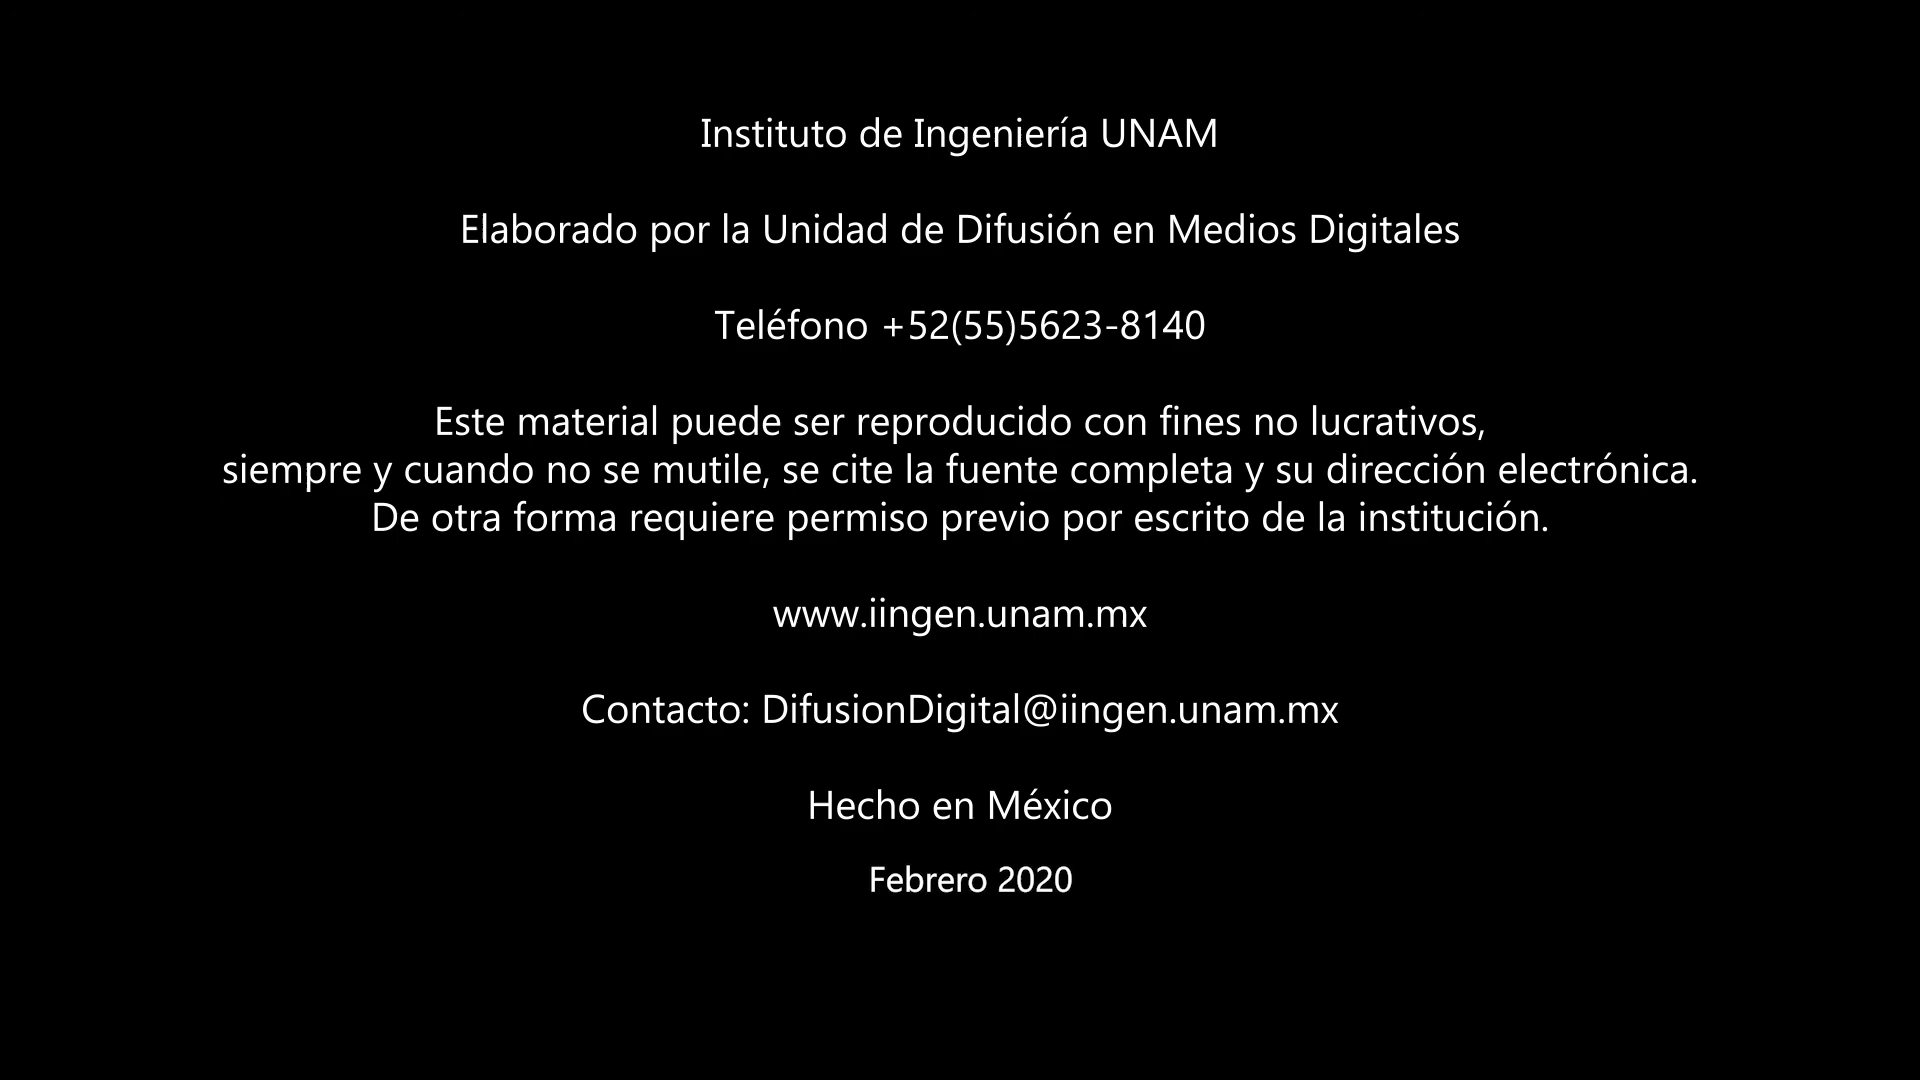 Instituto de Ingeniería UNAM
Elaborado por la Unidad de Difusión en Medios Digitales
Teléfono +52(55)5623-8140
Este material puede ser reproducido con fines no lucrativos,
siempre y cuando no se mutile, se cite la fuente completa y su dirección electrónica.
De otra forma requiere permiso previo por escrito de la institución.
www.iingen.unam.mx
Contacto: DifusionDigital@iingen.unam.mx
Hecho en México
Febrero 2020